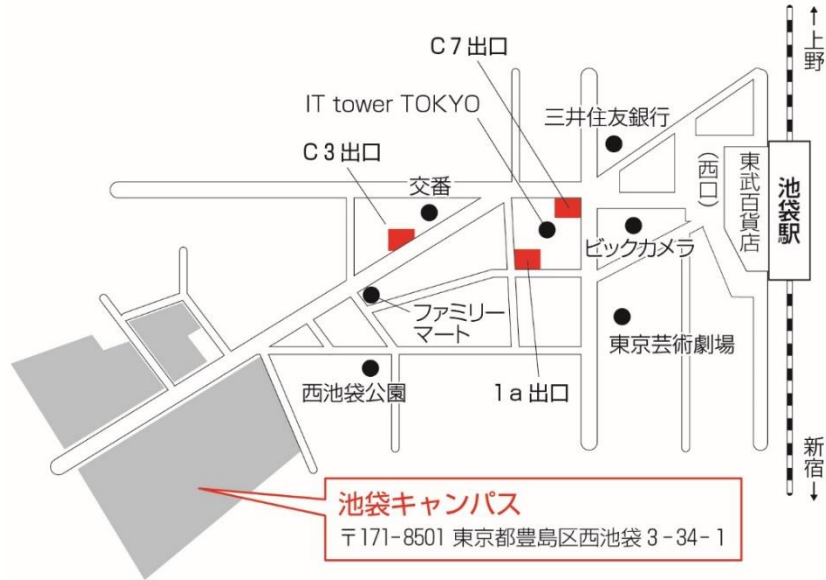 ↑
上野
C7出口
IT tower TOKYO
三井住友銀行
C3出口
交番
(西口)
東武百貨店
池袋駅
ビックカメラ
ファミリー
マート
東京芸術劇場
西池袋公園
1a出口
新宿
↓
池袋キャンパス
〒171-8501 東京都豊島区西池袋3-34-1